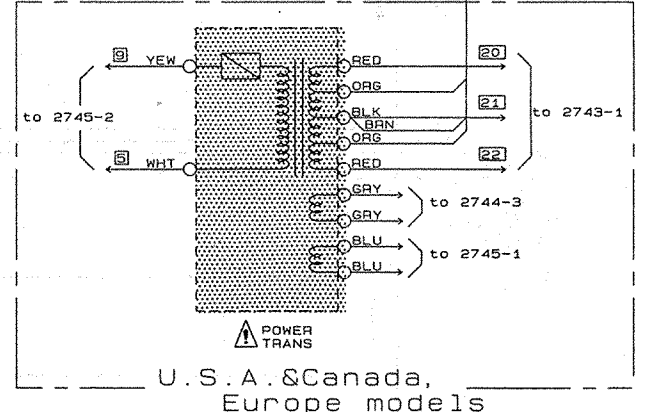 9 YEW
RED 20
ORG
BLK 21
BRN
ORG
to 2745-2
to 2743-1
5 WHT
RED 22
GRY
to 2744-3
GRY
BLU
to 2745-1
BLU
POWER
TRANS
U.S.A.&Canada,
Europe models